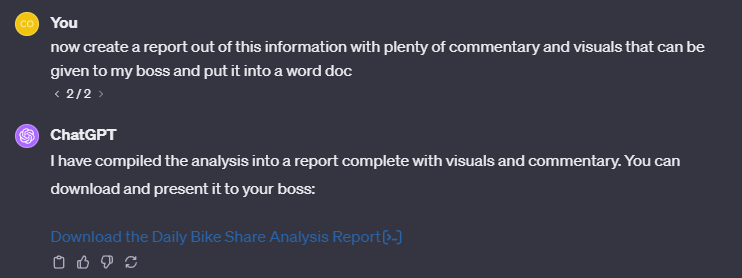 CO
You
now create a report out of this information with plenty of commentary and visuals that can be
given to my boss and put it into a word doc
< 2 / 2 >
ChatGPT
I have compiled the analysis into a report complete with visuals and commentary. You can
download and present it to your boss:
Download the Daily Bike Share Analysis Report [>_]